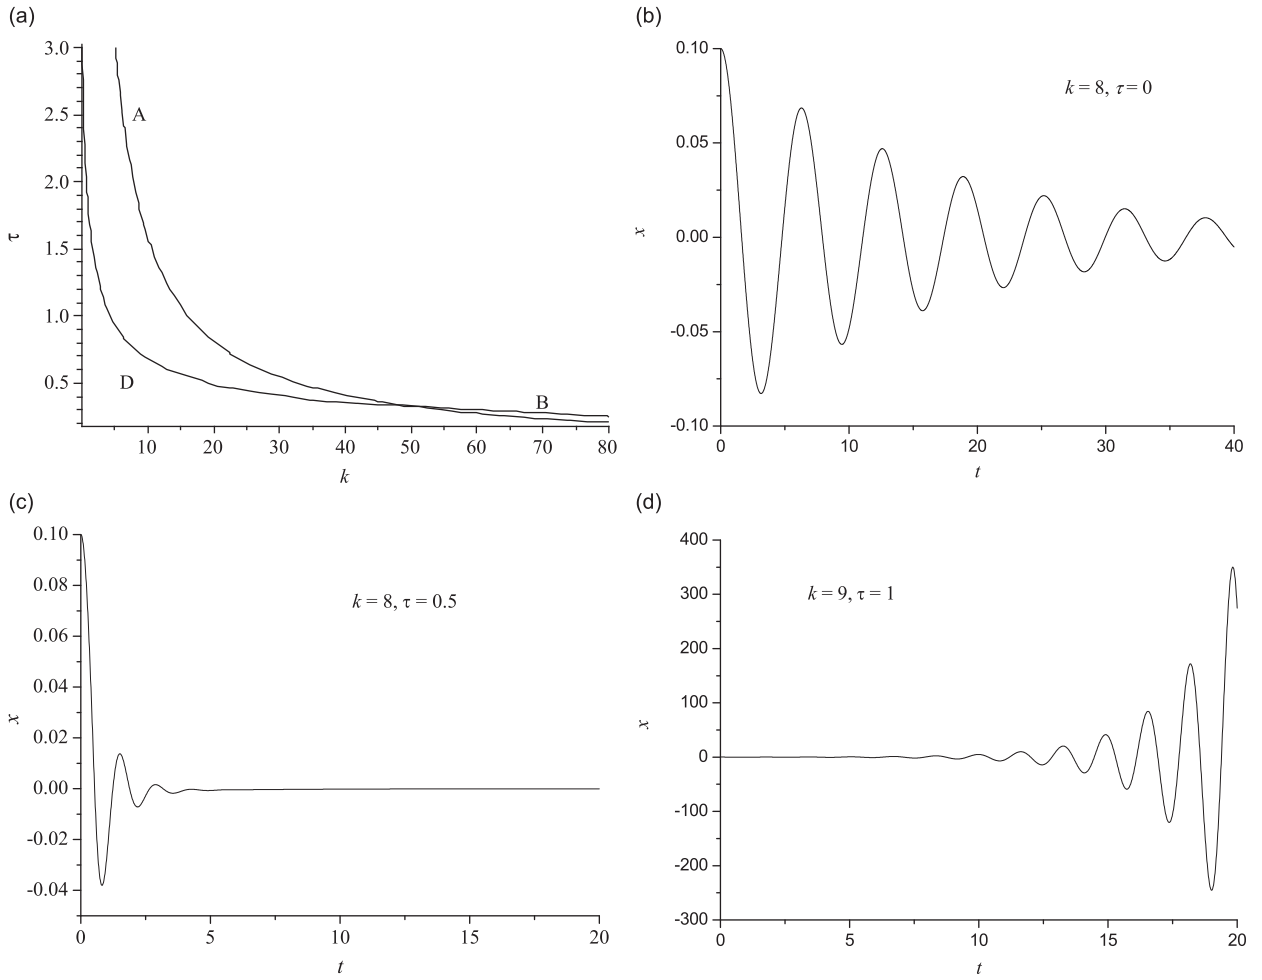 (a)
3.0
2.5
2.0
1.5
1.0
0.5
τ
A
D
B
10 20 30 40 50 60 70 80
k
(b)
0.10
0.05
0.00
-0.05
-0.10
x
k = 8, τ = 0
0 10 20 30 40
t
(c)
0.10
0.08
0.06
0.04
0.02
0.00
-0.02
-0.04
x
k = 8, τ = 0.5
0 5 10 15 20
t
(d)
400
300
200
100
0
-100
-200
-300
x
k = 9, τ = 1
0 5 10 15 20
t